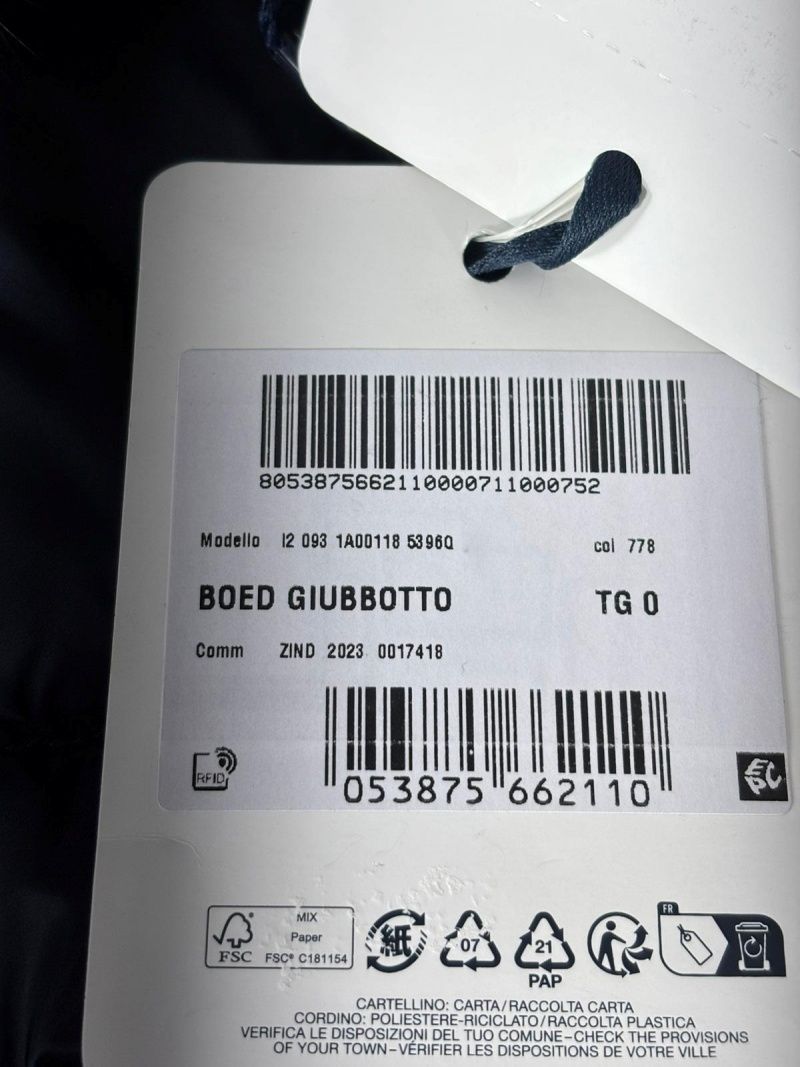 8053875662110000711000752
Modello I2 093 1A00118 5396Q col 778
BOED GIUBBOTTO TG 0
Comm ZIND 2023 0017418
RFID
053875 662110
EPC
MIX
Paper
FSC FSC® C181154
紙
07
21
PAP
FR
CARTELLINO: CARTA/RACCOLTA CARTA
CORDINO: POLIESTERE-RICICLATO/RACCOLTA PLASTICA
VERIFICA LE DISPOSIZIONI DEL TUO COMUNE–CHECK THE PROVISIONS
OF YOUR TOWN–VÉRIFIER LES DISPOSITIONS DE VOTRE VILLE